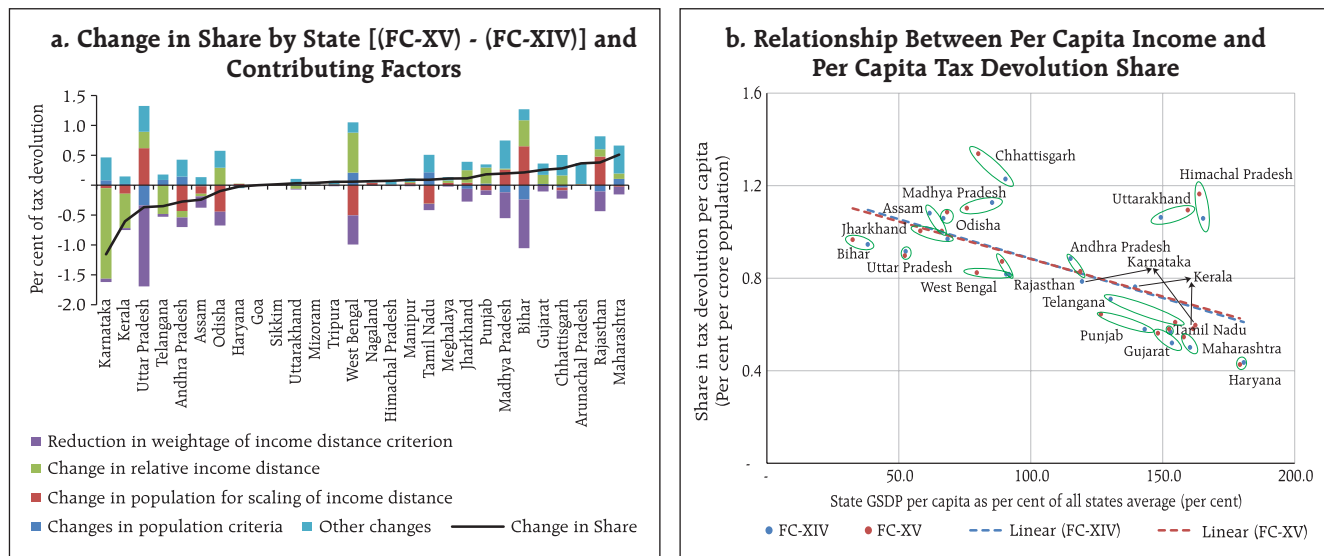 a. Change in Share by State [(FC-XV) - (FC-XIV)] and
Contributing Factors
Per cent of tax devolution
1.5
1.0
0.5
0
-0.5
-1.0
-1.5
-2.0
Karnataka
Kerala
Uttar Pradesh
Telangana
Andhra Pradesh
Assam
Odisha
Haryana
Goa
Sikkim
Uttarakhand
Mizoram
Tripura
West Bengal
Nagaland
Himachal Pradesh
Manipur
Tamil Nadu
Meghalaya
Jharkhand
Punjab
Madhya Pradesh
Bihar
Gujarat
Chhattisgarh
Arunachal Pradesh
Rajasthan
Maharashtra
Reduction in weightage of income distance criterion
Change in relative income distance
Change in population for scaling of income distance
Changes in population criteria
Other changes
Change in Share
b. Relationship Between Per Capita Income and
Per Capita Tax Devolution Share
Share in tax devolution per capita
(Per cent per crore population)
1.6
1.2
0.8
0.4
-
Chhattisgarh
Himachal Pradesh
Madhya Pradesh
Uttarakhand
Assam
Odisha
Jharkhand
Bihar
Uttar Pradesh
Andhra Pradesh
Karnataka
West Bengal
Rajasthan
Kerala
Telangana
Punjab
Tamil Nadu
Gujarat
Maharashtra
Haryana
-
50.0
100.0
150.0
200.0
State GSDP per capita as per cent of all states average (per cent)
FC-XIV
FC-XV
Linear (FC-XIV)
Linear (FC-XV)